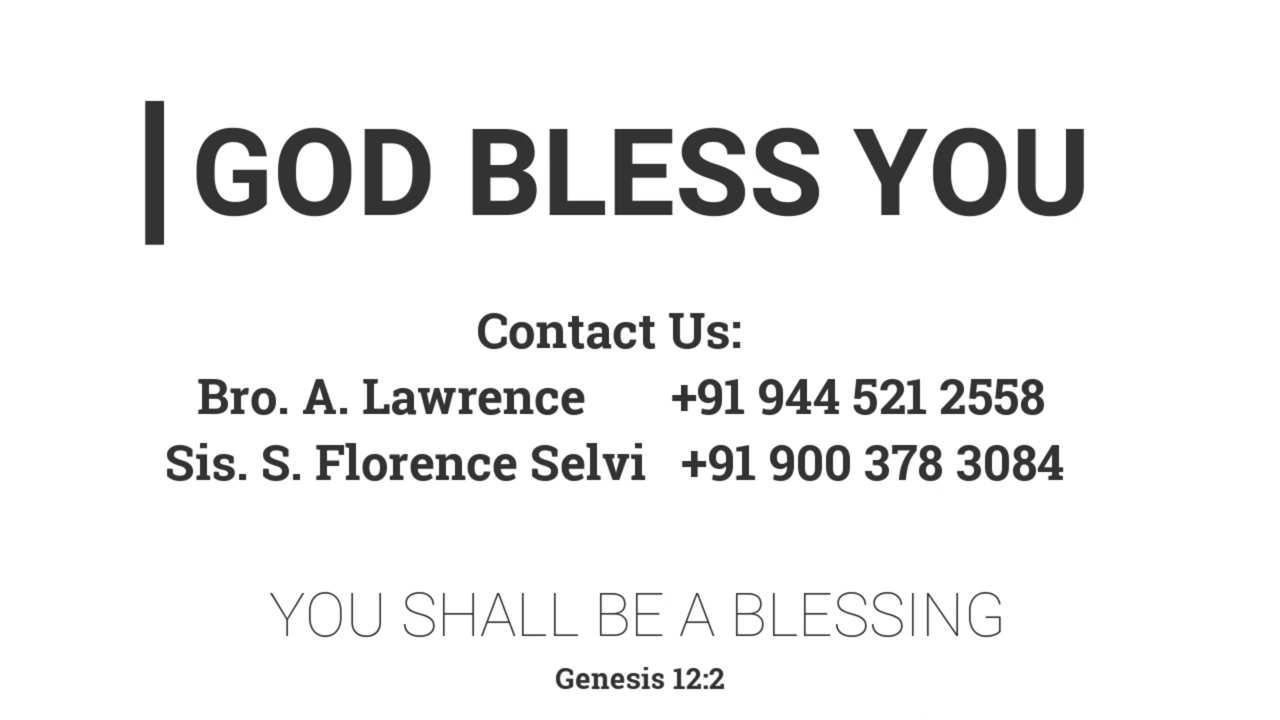 GOD BLESS YOU
Contact Us:
Bro. A. Lawrence +91 944 521 2558
Sis. S. Florence Selvi +91 900 378 3084
YOU SHALL BE A BLESSING
Genesis 12:2